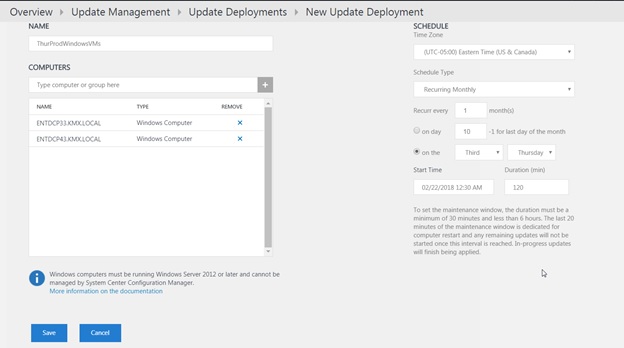 Overview > Update Management > Update Deployments > New Update Deployment
NAME
ThurProdWindowsVMs
COMPUTERS
Type computer or group here +
NAME TYPE REMOVE
ENTDCP33.KMX.LOCAL Windows Computer ×
ENTDCP43.KMX.LOCAL Windows Computer ×
Windows computers must be running Windows Server 2012 or later and cannot be
managed by System Center Configuration Manager.
More information on the documentation
Save Cancel
SCHEDULE
Time Zone
(UTC-05:00) Eastern Time (US & Canada)
Schedule Type
Recurring Monthly
Recurr every 1 month(s)
on day 10 -1 for last day of the month
on the Third Thursday
Start Time Duration (min)
02/22/2018 12:30 AM 120
To set the maintenance window, the duration must be a
minimum of 30 minutes and less than 6 hours. The last 20
minutes of the maintenance window is dedicated for
computer restart and any remaining updates will not be
started once this interval is reached. In-progress updates
will finish being applied.